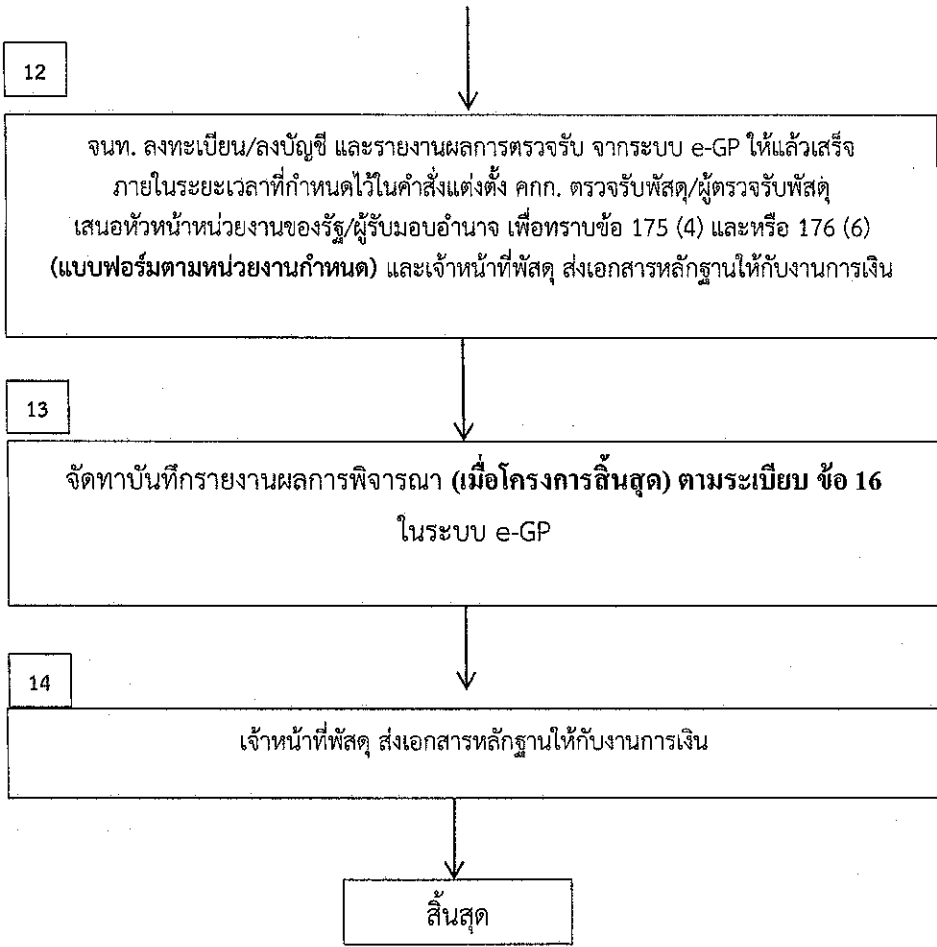 12
จนท. ลงทะเบียน/ลงบัญชี และรายงานผลการตรวจรับ จากระบบ e-GP ให้แล้วเสร็จ
ภายในระยะเวลาที่กำหนดไว้ในคำสั่งแต่งตั้ง คกก. ตรวจรับพัสดุ/ผู้ตรวจรับพัสดุ
เสนอหัวหน้าหน่วยงานของรัฐ/ผู้รับมอบอำนาจ เพื่อทราบข้อ 175 (4) และหรือ 176 (6)
(แบบฟอร์มตามหน่วยงานกำหนด) และเจ้าหน้าที่พัสดุ ส่งเอกสารหลักฐานให้กับงานการเงิน
13
จัดทาบันทึกรายงานผลการพิจารณา (เมื่อโครงการสิ้นสุด) ตามระเบียบ ข้อ 16
ในระบบ e-GP
14
เจ้าหน้าที่พัสดุ ส่งเอกสารหลักฐานให้กับงานการเงิน
สิ้นสุด